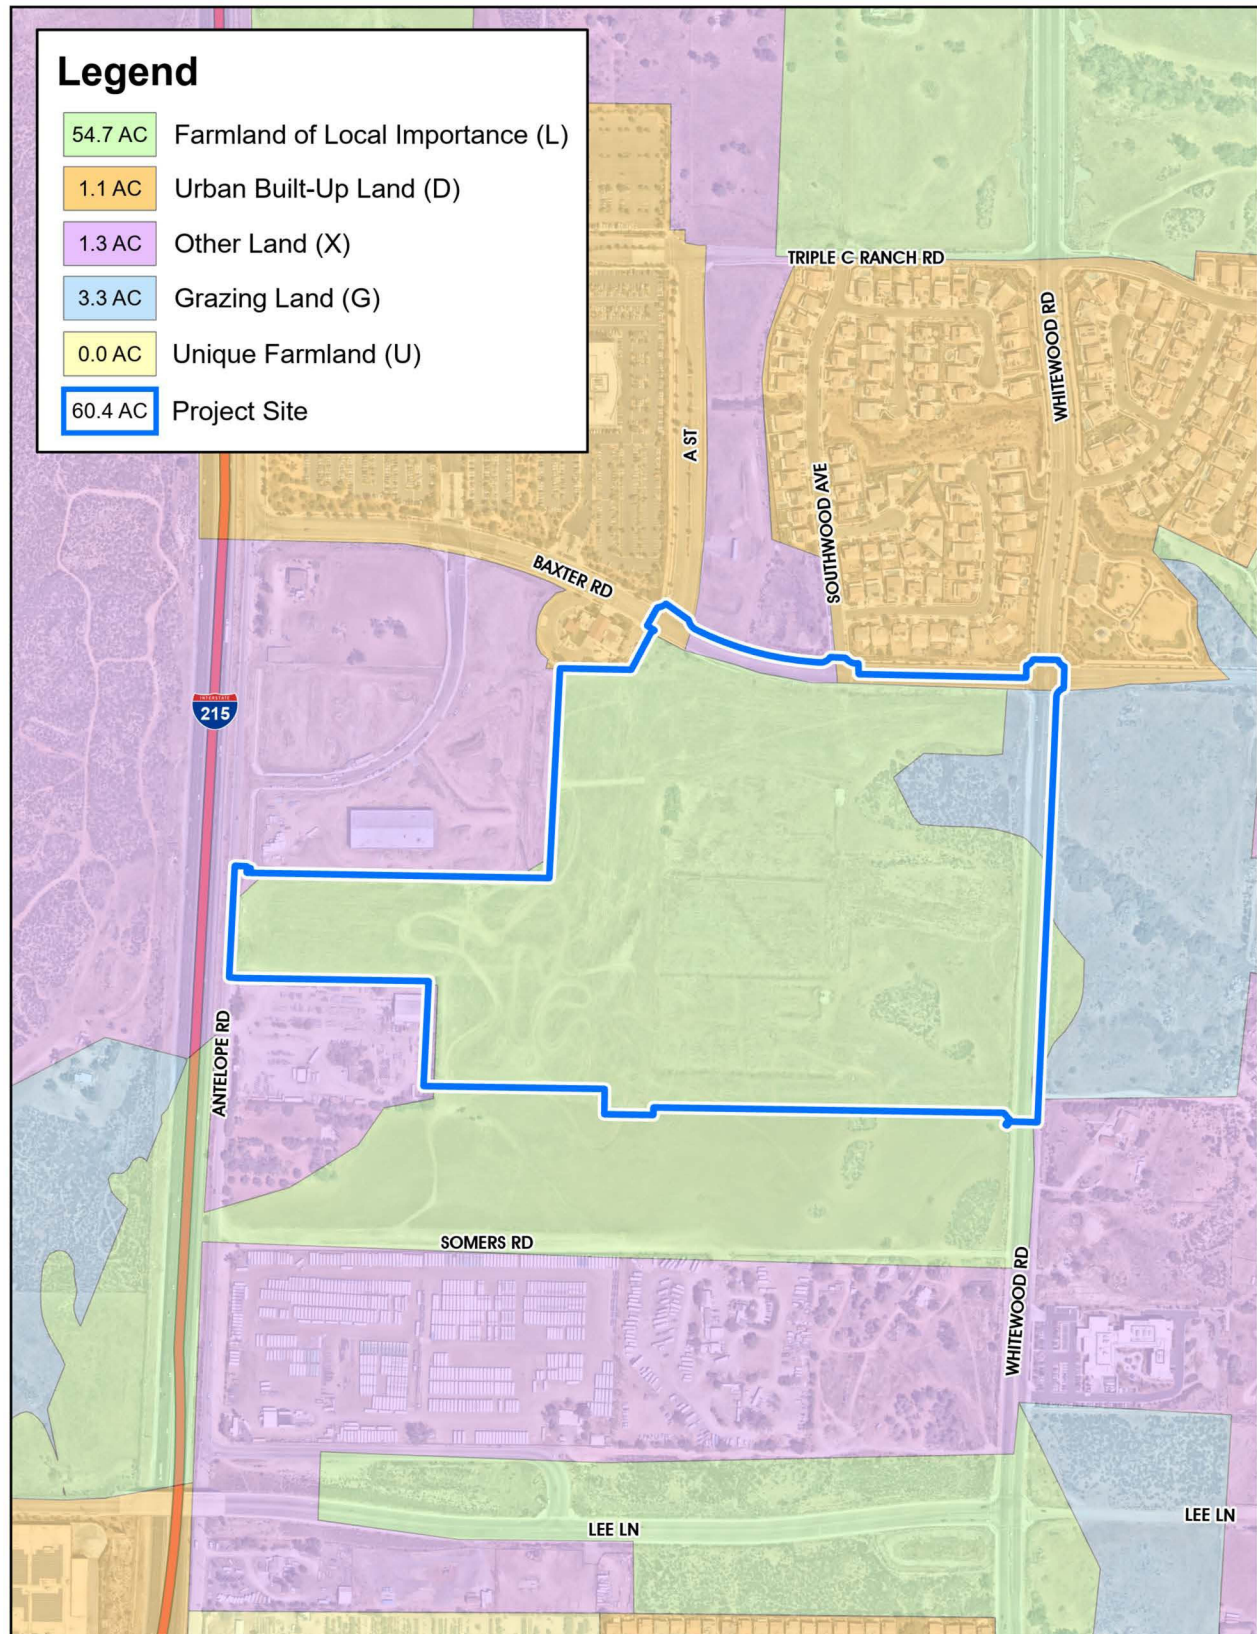 Legend
54.7 AC Farmland of Local Importance (L)
1.1 AC Urban Built-Up Land (D)
1.3 AC Other Land (X)
3.3 AC Grazing Land (G)
0.0 AC Unique Farmland (U)
60.4 AC Project Site
TRIPLE C RANCH RD
WHITEWOOD RD
A ST
SOUTHWOOD AVE
BAXTER RD
INTERSTATE
215
ANTELOPE RD
SOMERS RD
WHITEWOOD RD
LEE LN
LEE LN